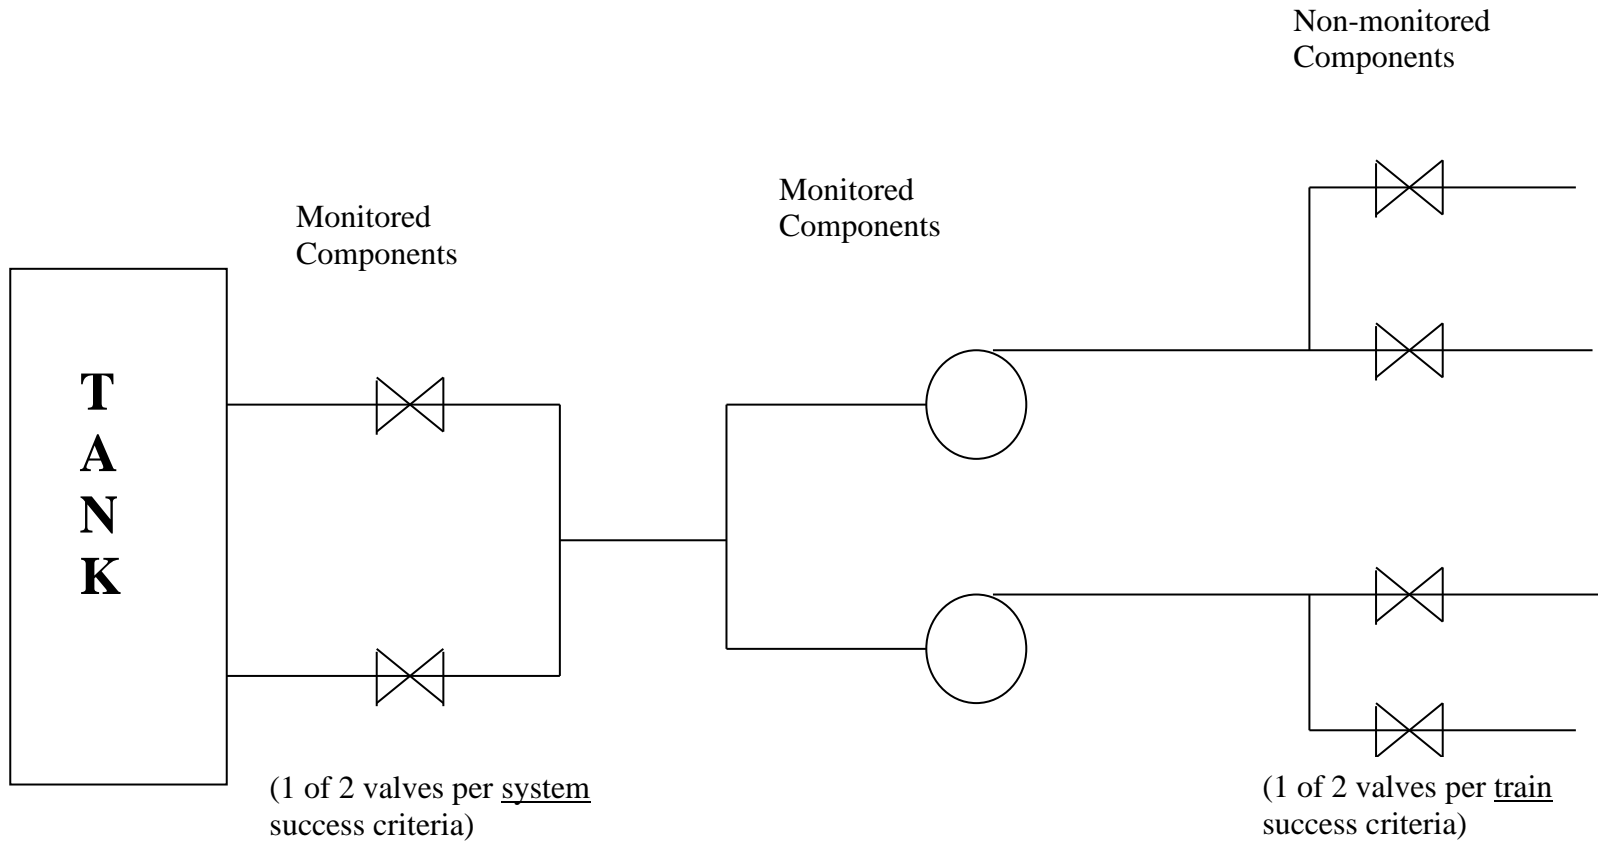 Non-monitored
Components
Monitored
Components
Monitored
Components
T
A
N
K
(1 of 2 valves per system
success criteria)
(1 of 2 valves per train
success criteria)